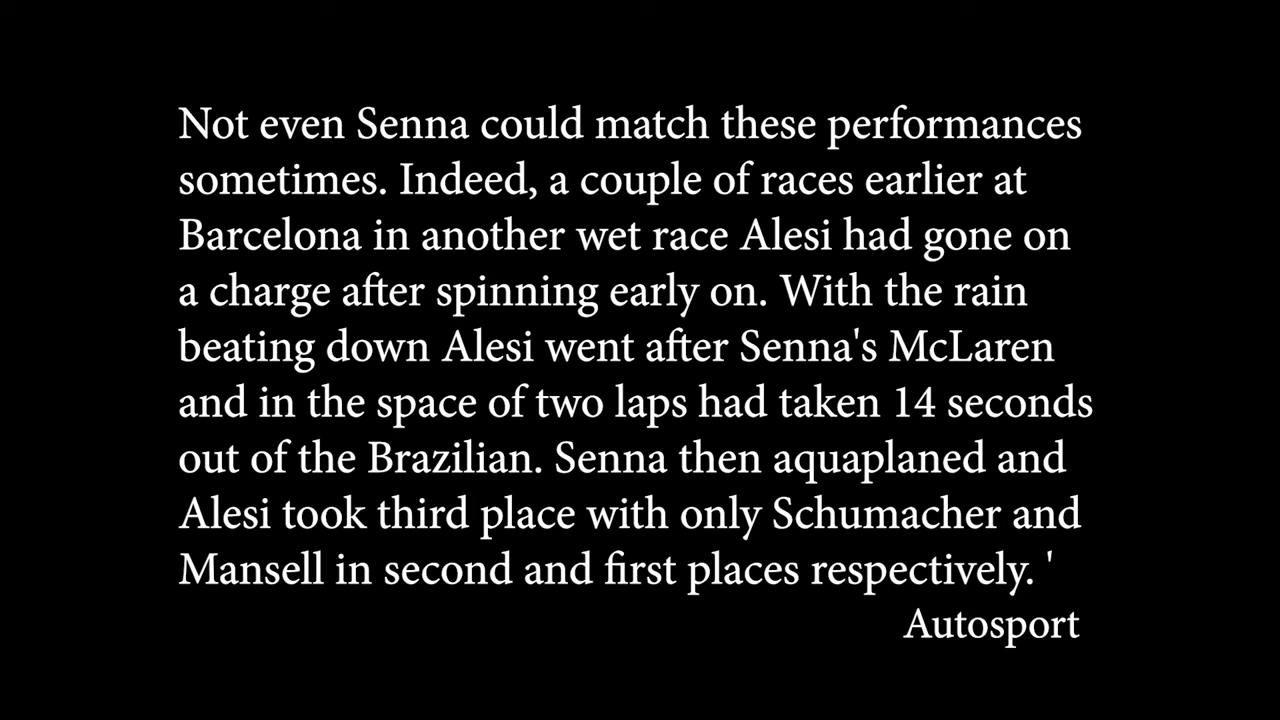 Not even Senna could match these performances
sometimes. Indeed, a couple of races earlier at
Barcelona in another wet race Alesi had gone on
a charge after spinning early on. With the rain
beating down Alesi went after Senna's McLaren
and in the space of two laps had taken 14 seconds
out of the Brazilian. Senna then aquaplaned and
Alesi took third place with only Schumacher and
Mansell in second and first places respectively. '
Autosport